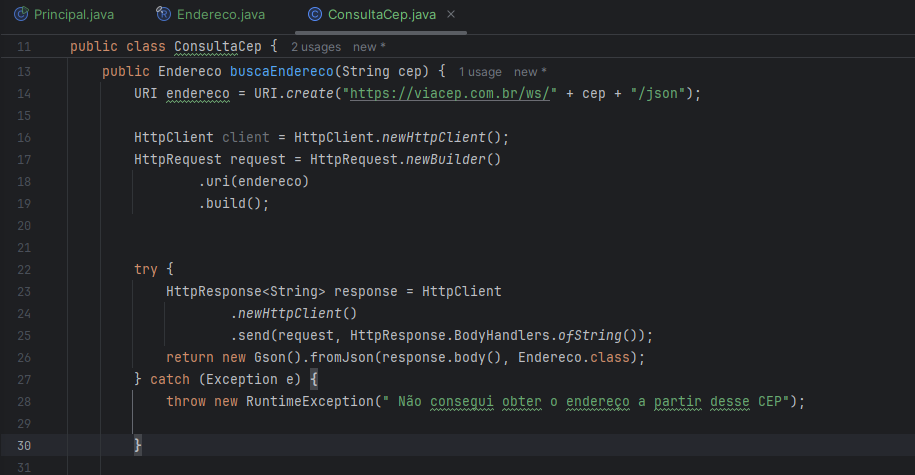 Principal.java Endereco.java ConsultaCep.java
11 public class ConsultaCep { 2 usages new *
13 public Endereco buscaEndereco(String cep) { 1 usage new *
14 URI endereco = URI.create("https://viacep.com.br/ws/" + cep + "/json");
15
16 HttpClient client = HttpClient.newHttpClient();
17 HttpRequest request = HttpRequest.newBuilder()
18 .uri(endereco)
19 .build();
20
21
22 try {
23 HttpResponse<String> response = HttpClient
24 .newHttpClient()
25 .send(request, HttpResponse.BodyHandlers.ofString());
26 return new Gson().fromJson(response.body(), Endereco.class);
27 } catch (Exception e) {
28 throw new RuntimeException(" Não consegui obter o endereço a partir desse CEP");
29
30 }
31